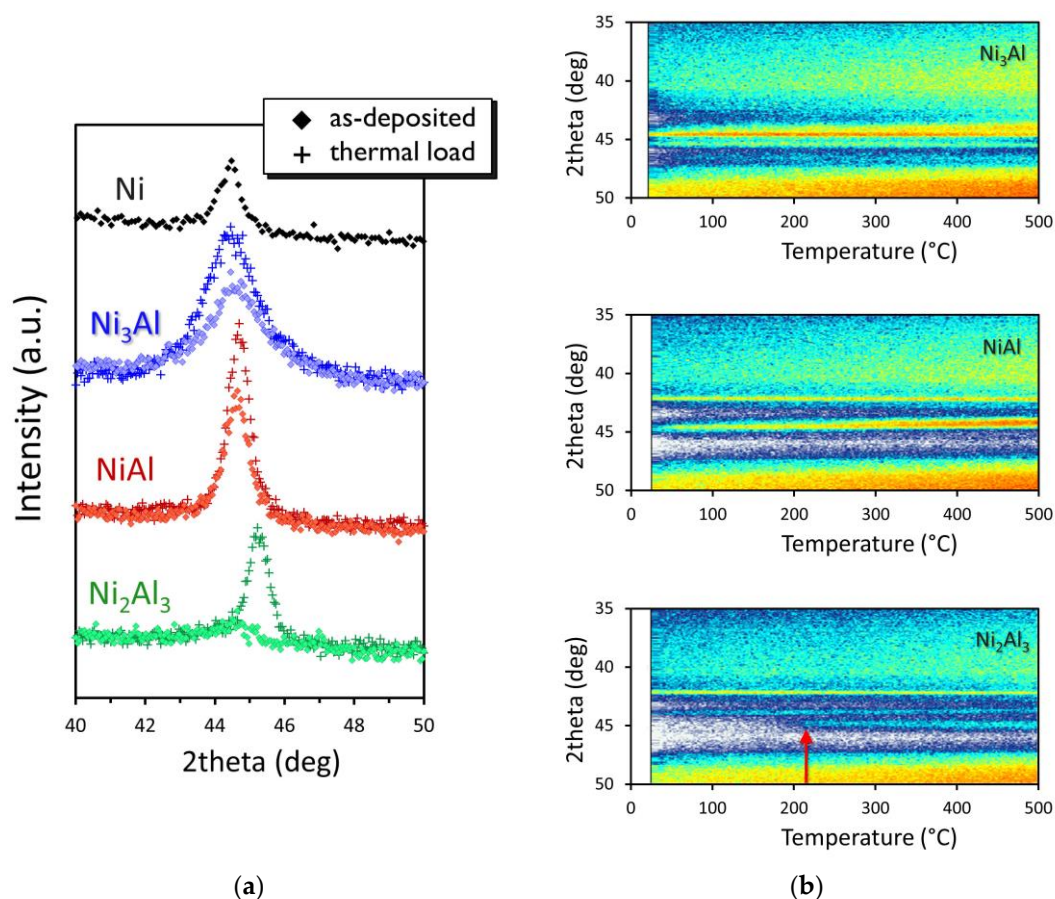 as-deposited
thermal load
Ni
Ni₃Al
NiAl
Ni₂Al₃
Intensity (a.u.)
40 42 44 46 48 50
2theta (deg)
(a)
Ni₃Al
35
40
45
50
2theta (deg)
0 100 200 300 400 500
Temperature (°C)
NiAl
35
40
45
50
2theta (deg)
0 100 200 300 400 500
Temperature (°C)
Ni₂Al₃
35
40
45
50
2theta (deg)
0 100 200 300 400 500
Temperature (°C)
(b)